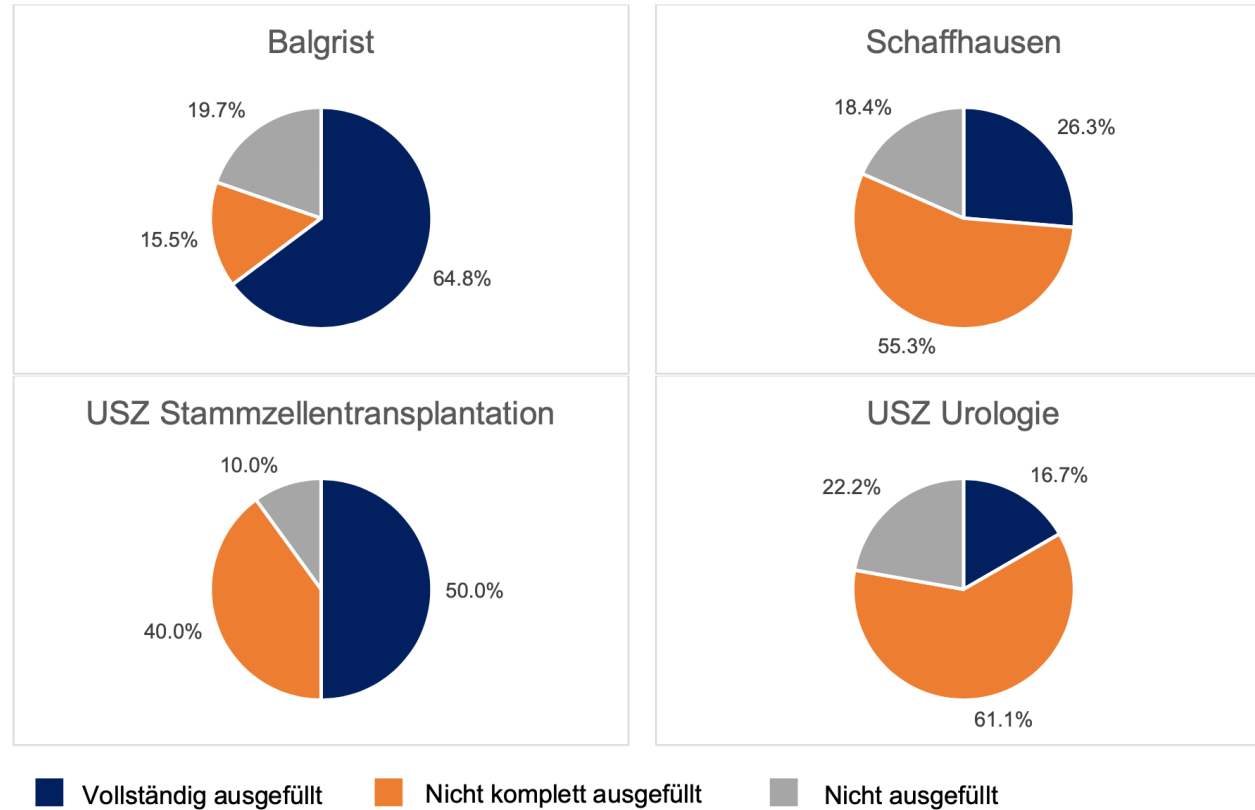 Balgrist
19.7%
15.5%
64.8%
Schaffhausen
18.4%
26.3%
55.3%
USZ Stammzellentransplantation
10.0%
40.0%
50.0%
USZ Urologie
22.2%
16.7%
61.1%
Vollständig ausgefüllt
Nicht komplett ausgefüllt
Nicht ausgefüllt